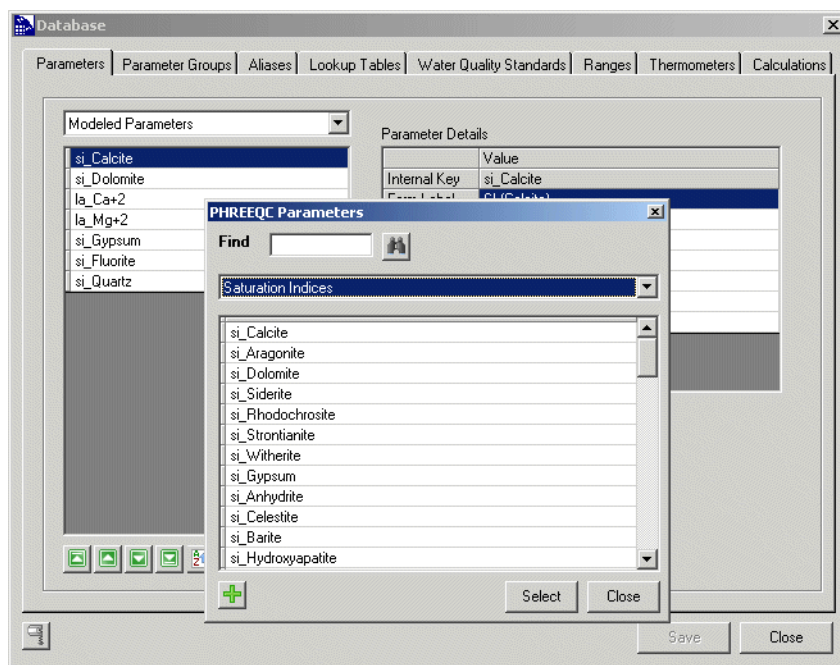 Database
Parameters Parameter Groups Aliases Lookup Tables Water Quality Standards Ranges Thermometers Calculations
Modeled Parameters
si_Calcite
si_Dolomite
la_Ca+2
la_Mg+2
si_Gypsum
si_Fluorite
si_Quartz
Parameter Details
Value
Internal Key si_Calcite
PHREEQC Parameters
Find
Saturation Indices
si_Calcite
si_Aragonite
si_Dolomite
si_Siderite
si_Rhodochrosite
si_Strontianite
si_Witherite
si_Gypsum
si_Anhydrite
si_Celestite
si_Barite
si_Hydroxyapatite
Select Close
Save Close